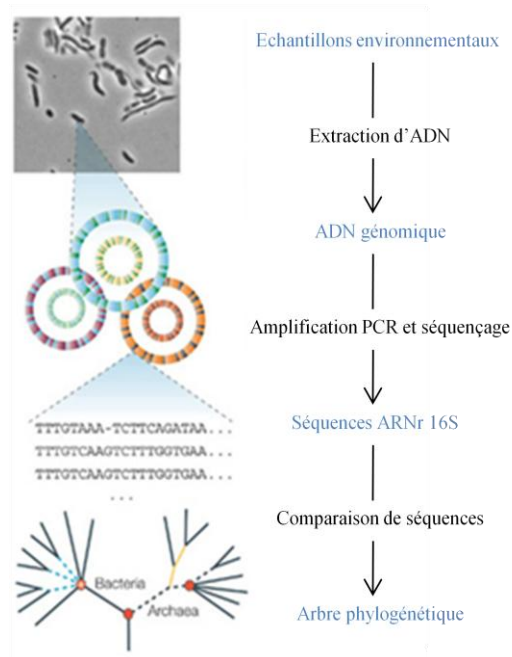 Echantillons environnementaux
Extraction d'ADN
ADN génomique
Amplification PCR et séquençage
Séquences ARNr 16S
TTTGTAAA-TCTTCAGATAA...
TTTGTCAAGTCTTTGGTGAA...
TTTGTCAAGTCTTTGGTGAA...
...
Comparaison de séquences
Bacteria
Archaea
Arbre phylogénétique